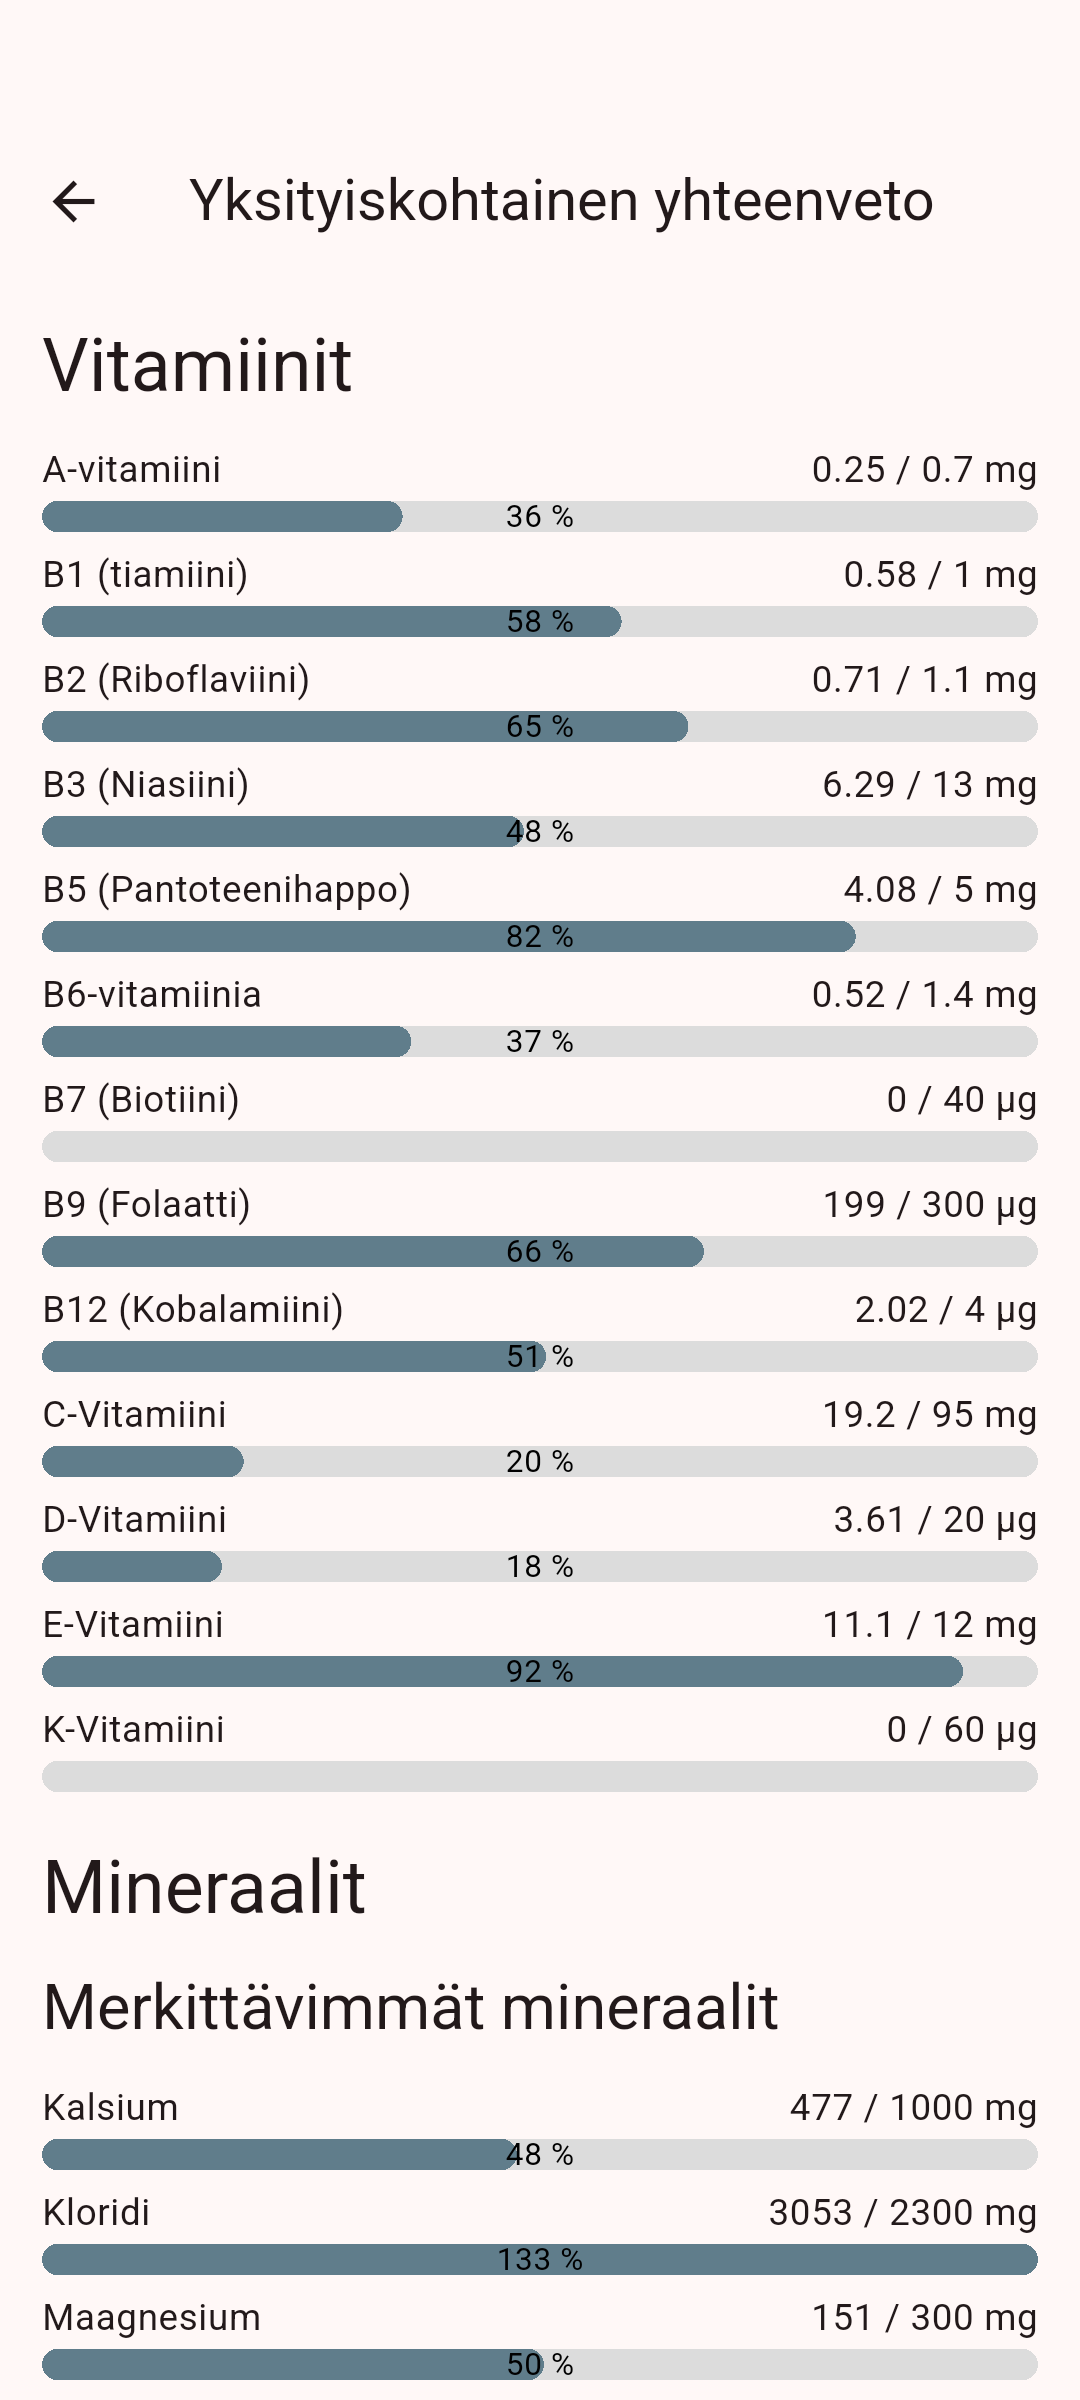 Yksityiskohtainen yhteenveto
Vitamiinit
A-vitamiini 0.25 / 0.7 mg
36 %
B1 (tiamiini) 0.58 / 1 mg
58 %
B2 (Riboflaviini) 0.71 / 1.1 mg
65 %
B3 (Niasiini) 6.29 / 13 mg
48 %
B5 (Pantoteenihappo) 4.08 / 5 mg
82 %
B6-vitamiinia 0.52 / 1.4 mg
37 %
B7 (Biotiini) 0 / 40 µg
B9 (Folaatti) 199 / 300 µg
66 %
B12 (Kobalamiini) 2.02 / 4 µg
51 %
C-Vitamiini 19.2 / 95 mg
20 %
D-Vitamiini 3.61 / 20 µg
18 %
E-Vitamiini 11.1 / 12 mg
92 %
K-Vitamiini 0 / 60 µg
Mineraalit
Merkittävimmät mineraalit
Kalsium 477 / 1000 mg
48 %
Kloridi 3053 / 2300 mg
133 %
Maagnesium 151 / 300 mg
50 %